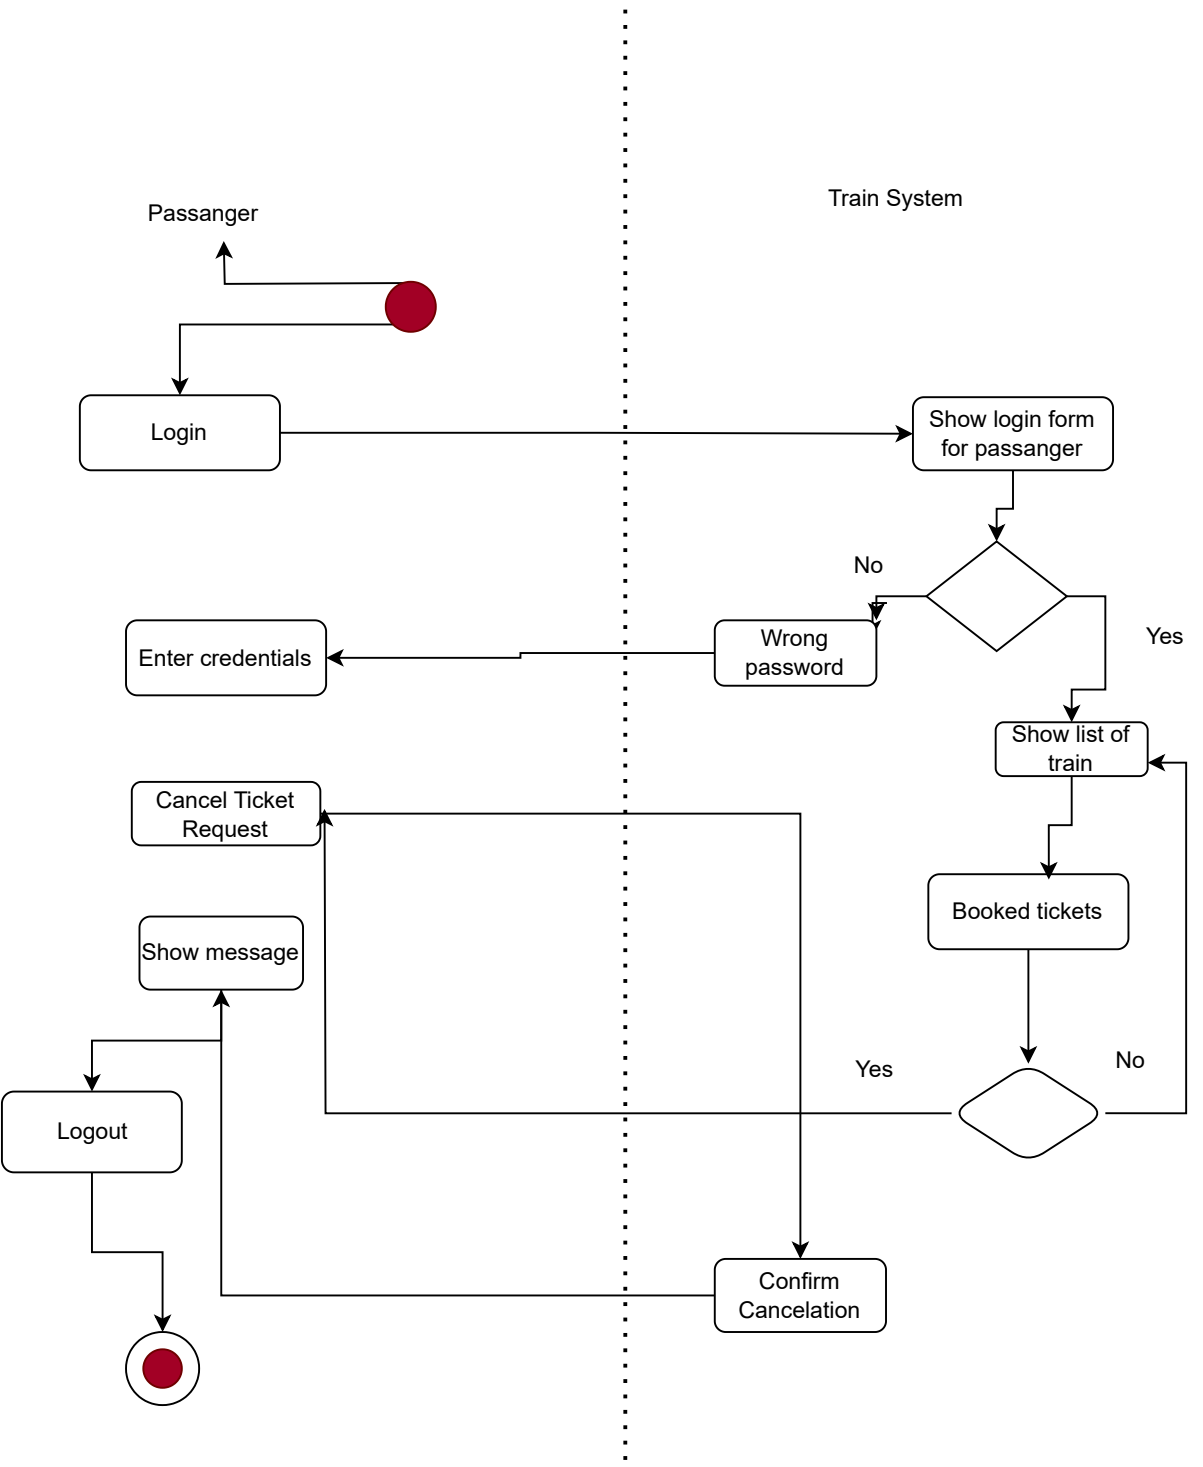 Train System
Passanger
Login
Show login form
for passanger
No
Yes
Wrong
password
Enter credentials
Show list of
train
Cancel Ticket
Request
Booked tickets
Show message
Yes
No
Logout
Confirm
Cancelation